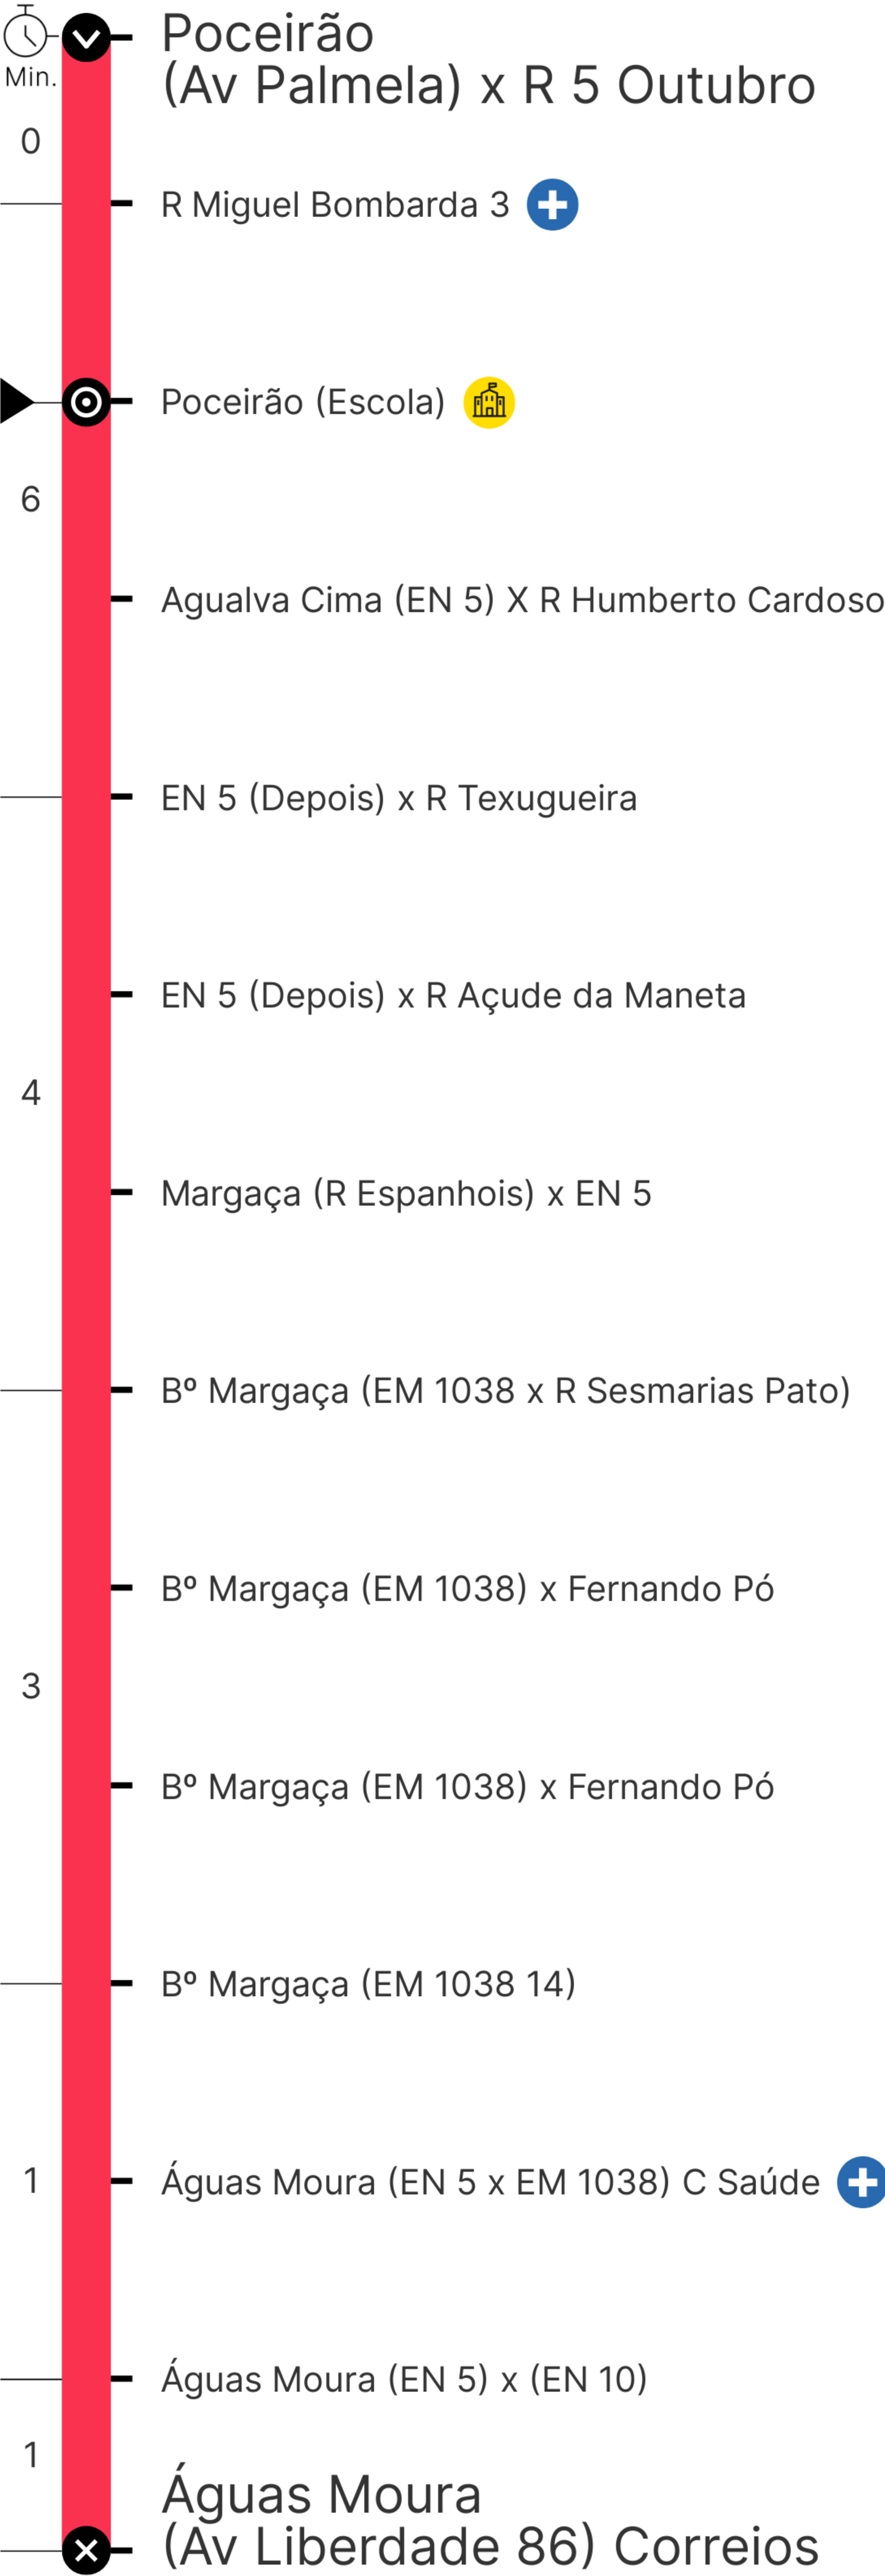 Poceirão
(Av Palmela) x R 5 Outubro
Min.
0
R Miguel Bombarda 3
Poceirão (Escola)
6
Agualva Cima (EN 5) X R Humberto Cardoso
EN 5 (Depois) x R Texugueira
EN 5 (Depois) x R Açude da Maneta
4
Margaça (R Espanhois) x EN 5
Bº Margaça (EM 1038 x R Sesmarias Pato)
Bº Margaça (EM 1038) x Fernando Pó
3
Bº Margaça (EM 1038) x Fernando Pó
Bº Margaça (EM 1038 14)
1
Águas Moura (EN 5 x EM 1038) C Saúde
Águas Moura (EN 5) x (EN 10)
1
Águas Moura
(Av Liberdade 86) Correios